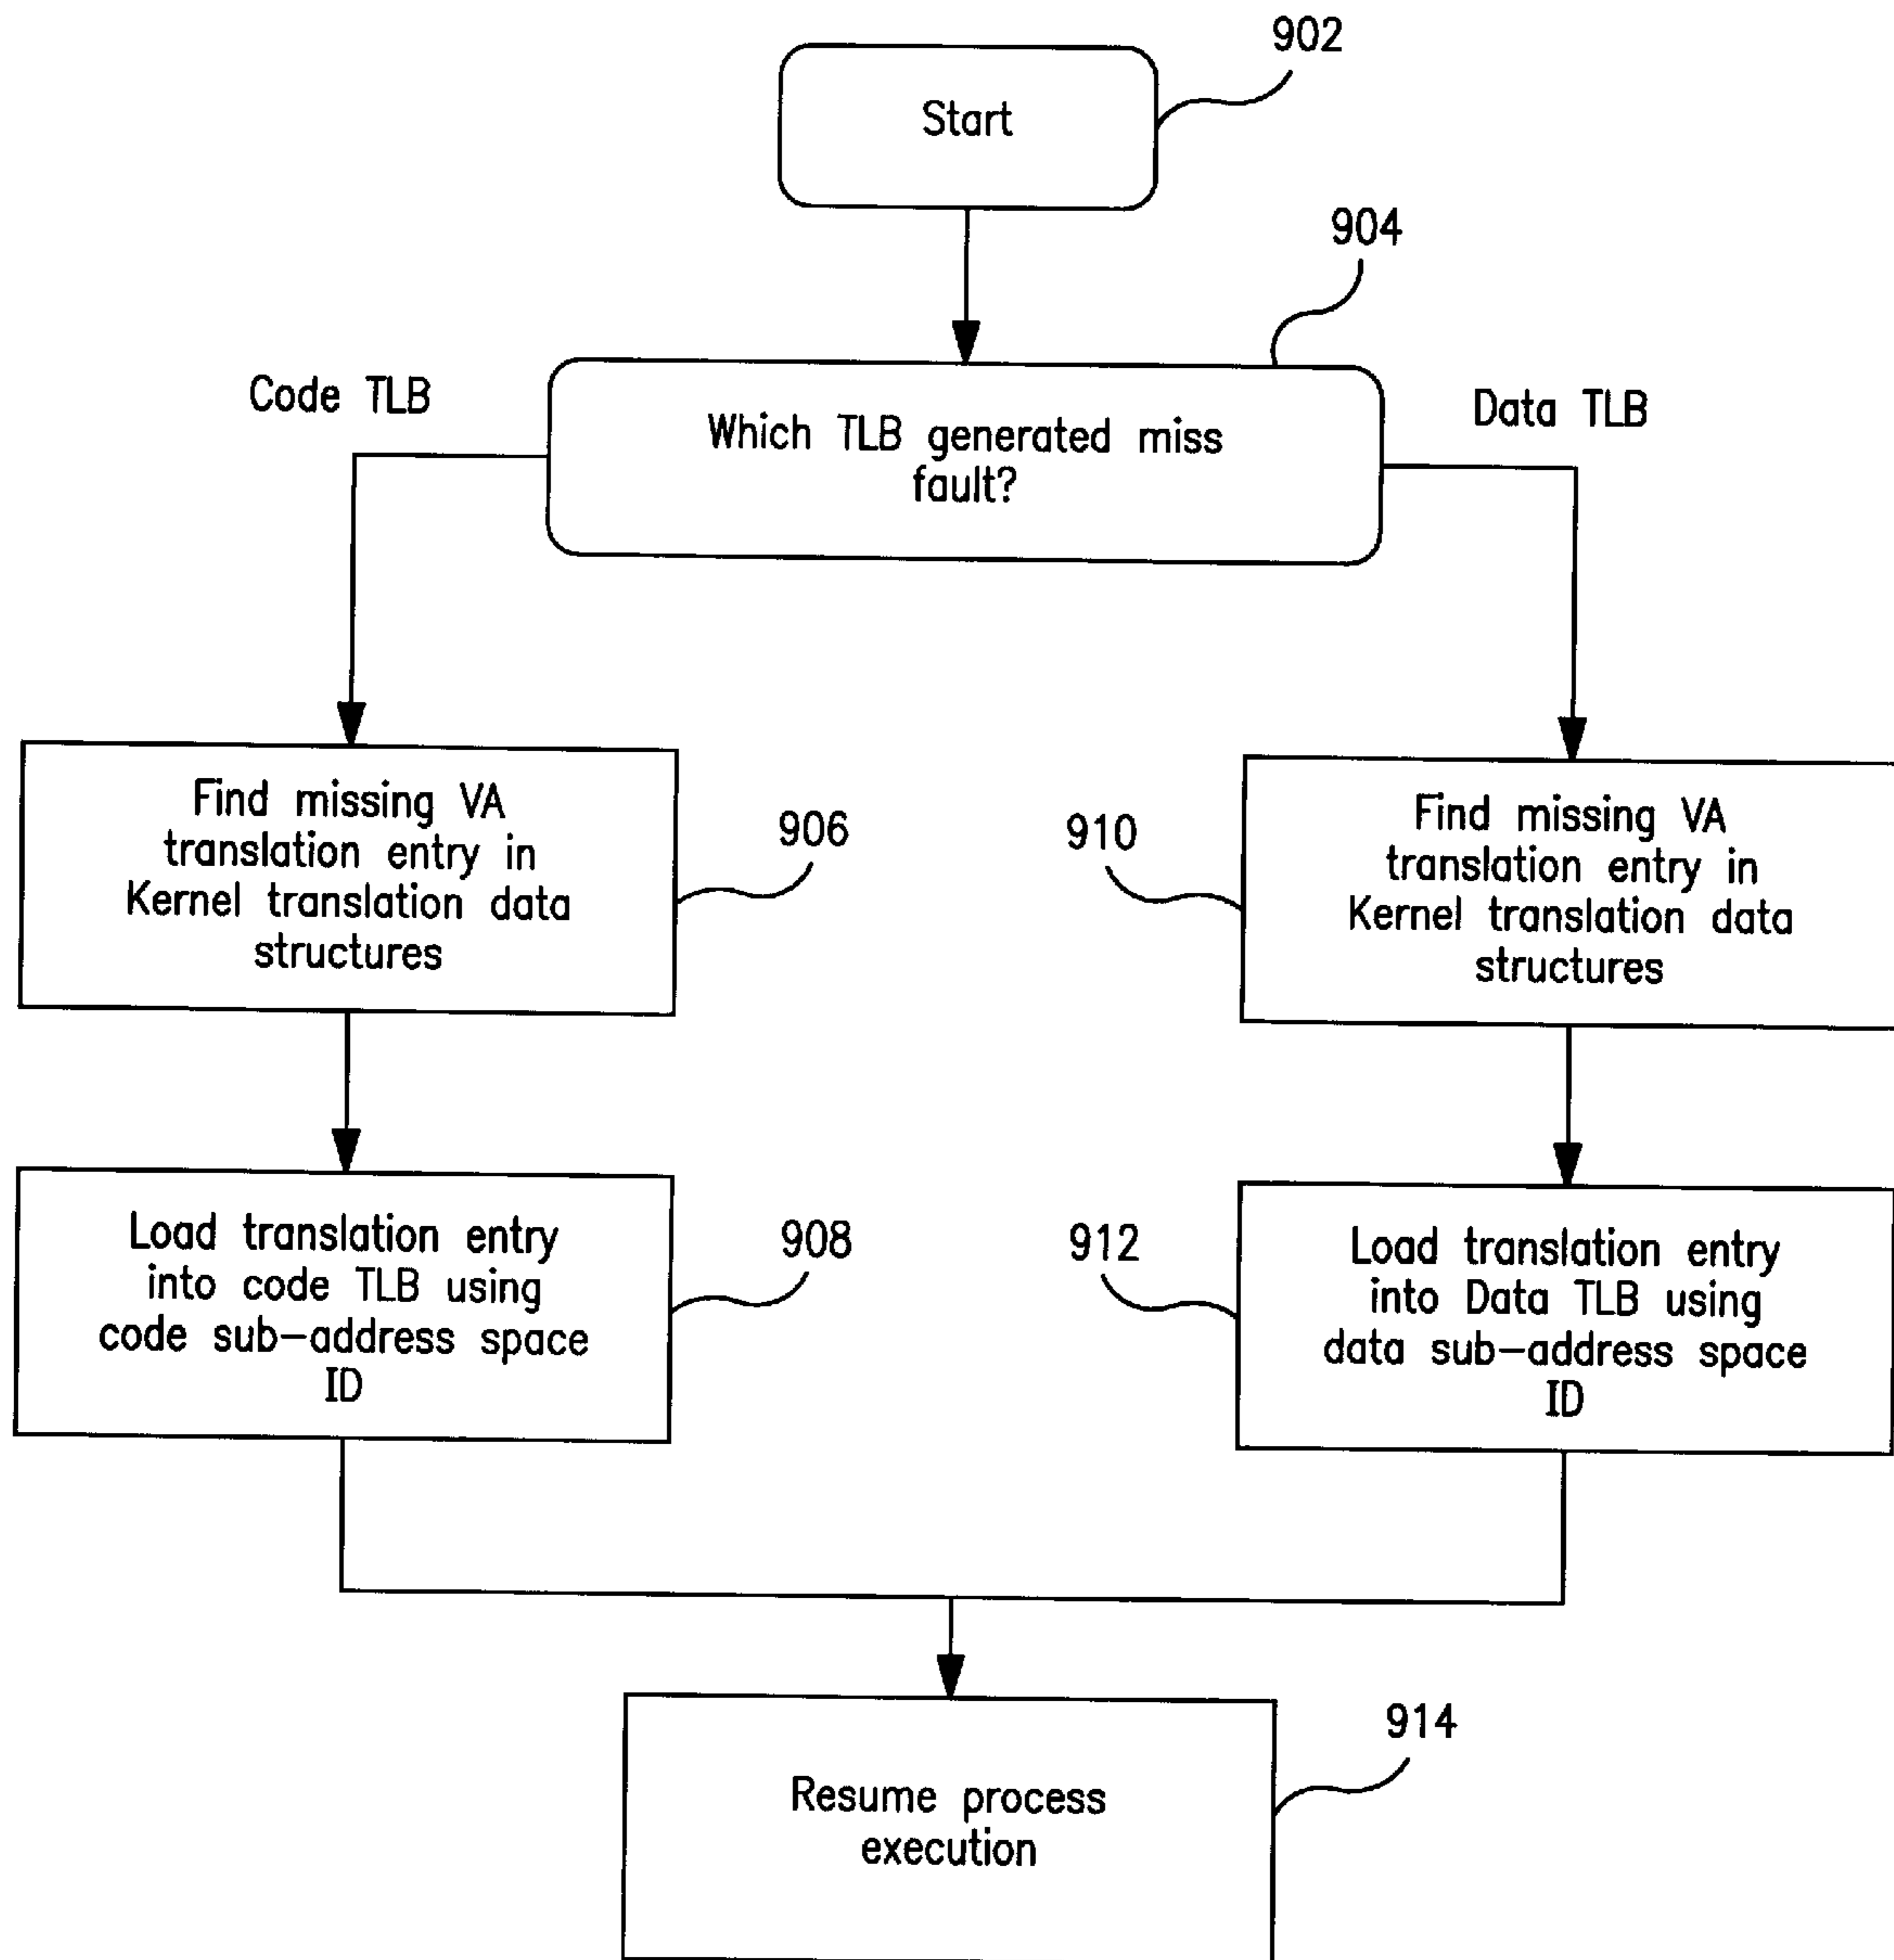 902
Start
904
Code TLB
Data TLB
Which TLB generated miss
fault?
Find missing VA
translation entry in
Kernel translation data
structures
906
910
Find missing VA
translation entry in
Kernel translation data
structures
Load translation entry
into code TLB using
code sub-address space
ID
908
912
Load translation entry
into Data TLB using
data sub-address space
ID
914
Resume process
execution